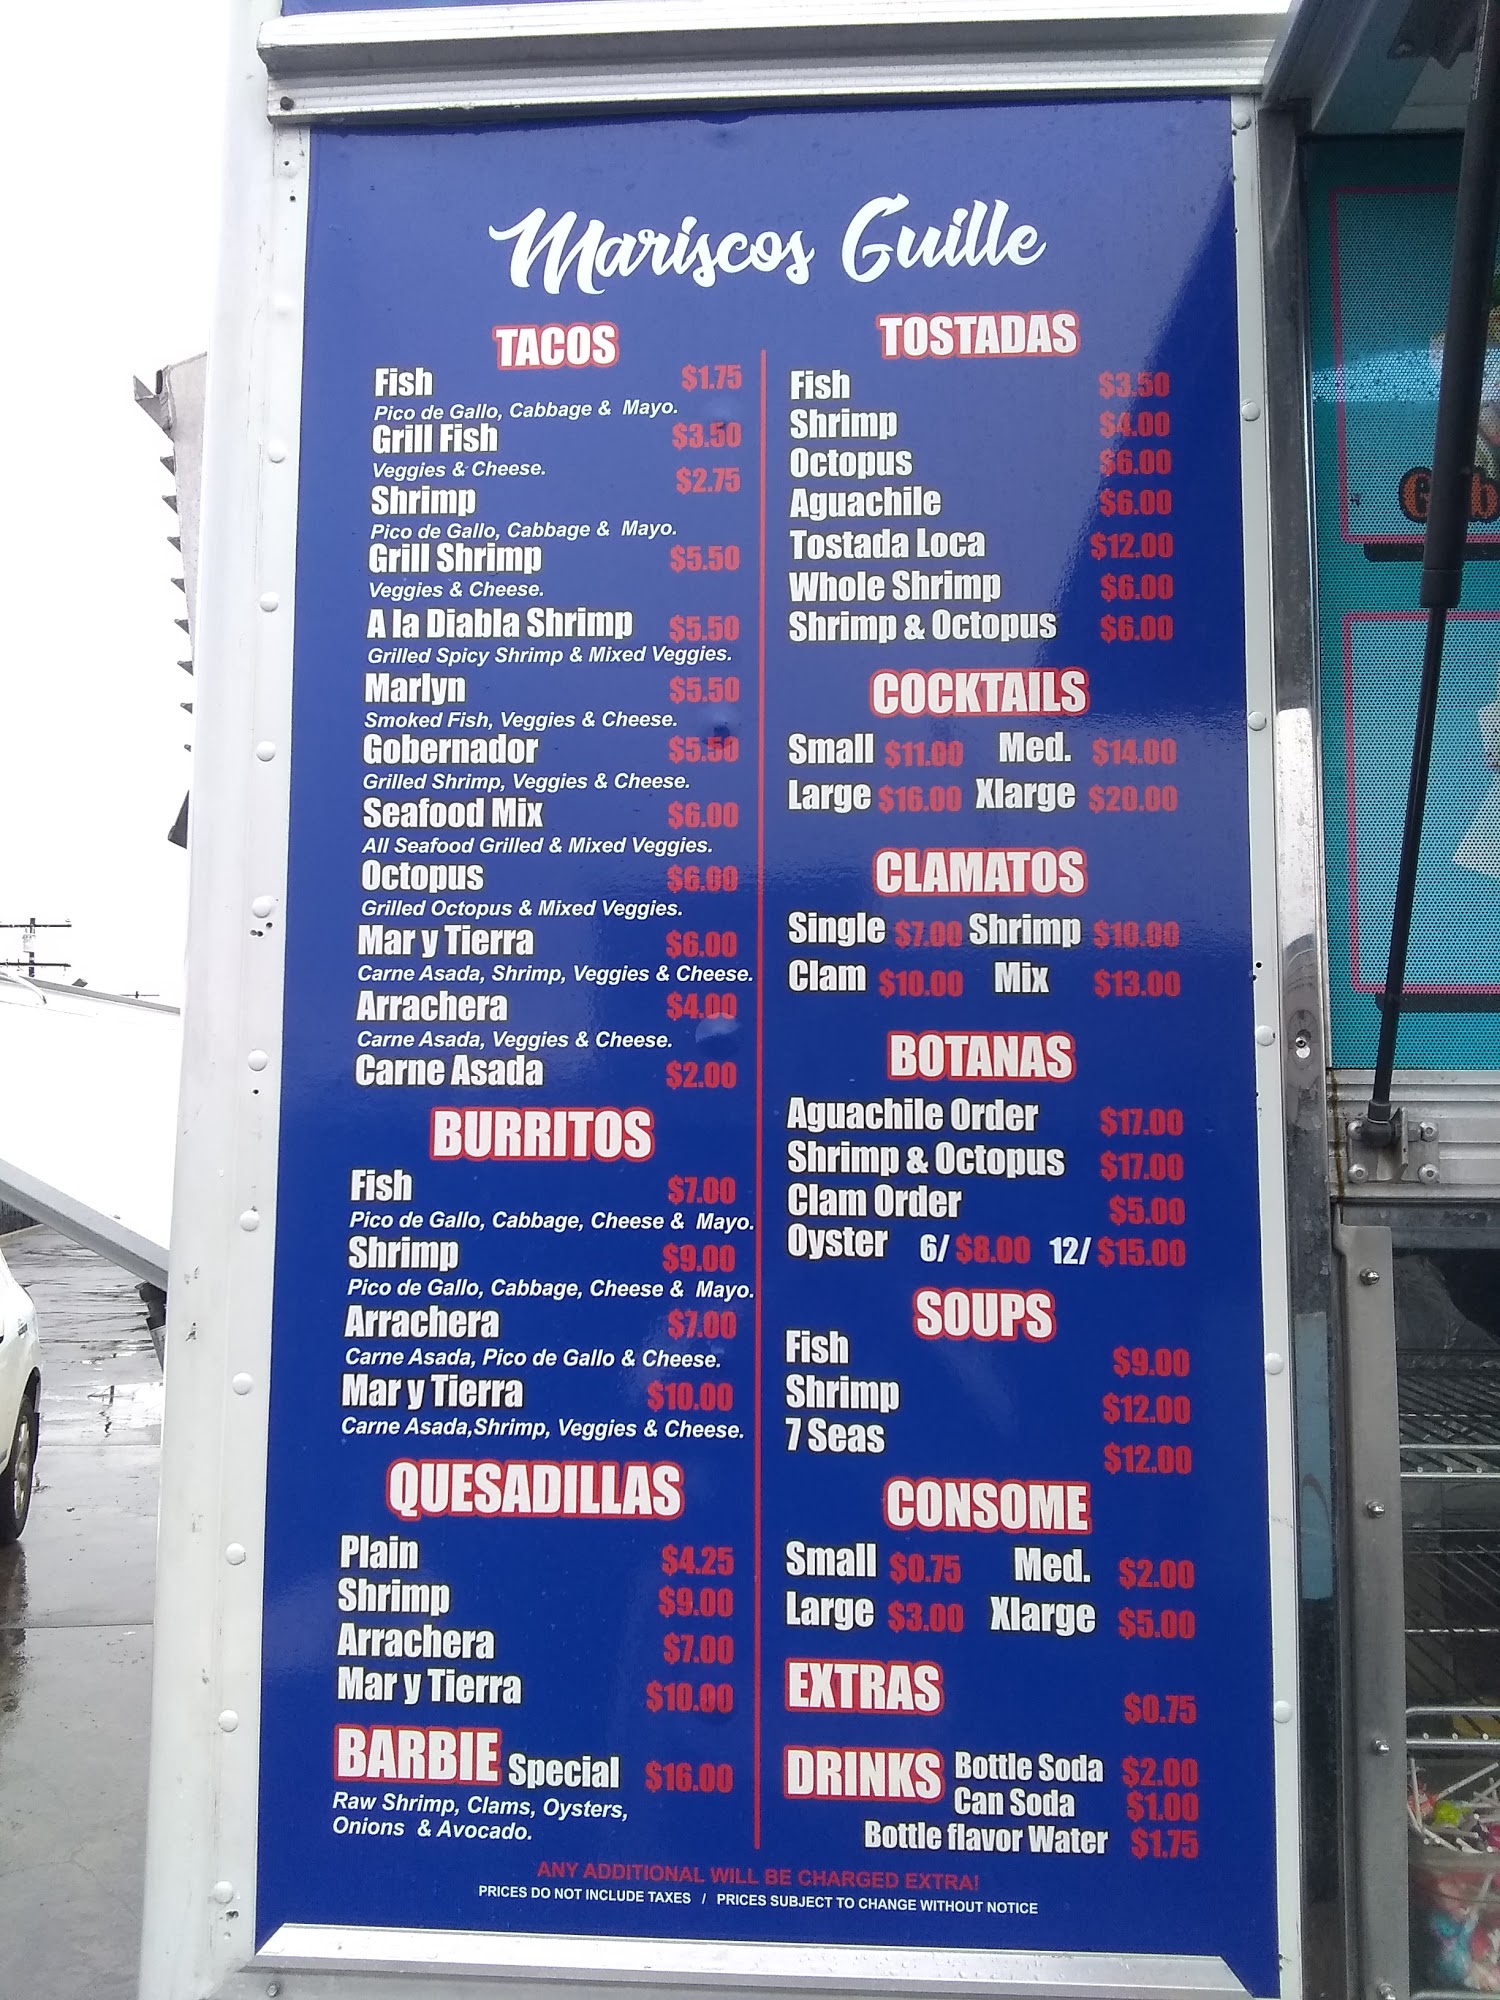 Mariscos Guille
TACOS
Fish $1.75
Pico de Gallo, Cabbage & Mayo.
Grill Fish $3.50
Veggies & Cheese.
Shrimp $2.75
Pico de Gallo, Cabbage & Mayo.
Grill Shrimp $5.50
Veggies & Cheese.
A la Diabla Shrimp $5.50
Grilled Spicy Shrimp & Mixed Veggies.
Marlyn $5.50
Smoked Fish, Veggies & Cheese.
Gobernador $5.50
Grilled Shrimp, Veggies & Cheese.
Seafood Mix $6.00
All Seafood Grilled & Mixed Veggies.
Octopus $6.00
Grilled Octopus & Mixed Veggies.
Mar y Tierra $6.00
Carne Asada, Shrimp, Veggies & Cheese.
Arrachera $4.00
Carne Asada, Veggies & Cheese.
Carne Asada $2.00
BURRITOS
Fish $7.00
Pico de Gallo, Cabbage, Cheese & Mayo.
Shrimp $9.00
Pico de Gallo, Cabbage, Cheese & Mayo.
Arrachera $7.00
Carne Asada, Pico de Gallo & Cheese.
Mar y Tierra $10.00
Carne Asada,Shrimp, Veggies & Cheese.
QUESADILLAS
Plain $4.25
Shrimp $9.00
Arrachera $7.00
Mar y Tierra $10.00
BARBIE Special $16.00
Raw Shrimp, Clams, Oysters,
Onions & Avocado.
TOSTADAS
Fish $3.50
Shrimp $4.00
Octopus $6.00
Aguachile $6.00
Tostada Loca $12.00
Whole Shrimp $6.00
Shrimp & Octopus $6.00
COCKTAILS
Small $11.00 Med. $14.00
Large $16.00 Xlarge $20.00
CLAMATOS
Single $7.00 Shrimp $10.00
Clam $10.00 Mix $13.00
BOTANAS
Aguachile Order $17.00
Shrimp & Octopus $17.00
Clam Order $5.00
Oyster 6/ $8.00 12/ $15.00
SOUPS
Fish $9.00
Shrimp $12.00
7 Seas $12.00
CONSOME
Small $0.75 Med. $2.00
Large $3.00 Xlarge $5.00
EXTRAS $0.75
DRINKS Bottle Soda $2.00
Can Soda $1.00
Bottle flavor Water $1.75
ANY ADDITIONAL WILL BE CHARGED EXTRA!
PRICES DO NOT INCLUDE TAXES / PRICES SUBJECT TO CHANGE WITHOUT NOTICE